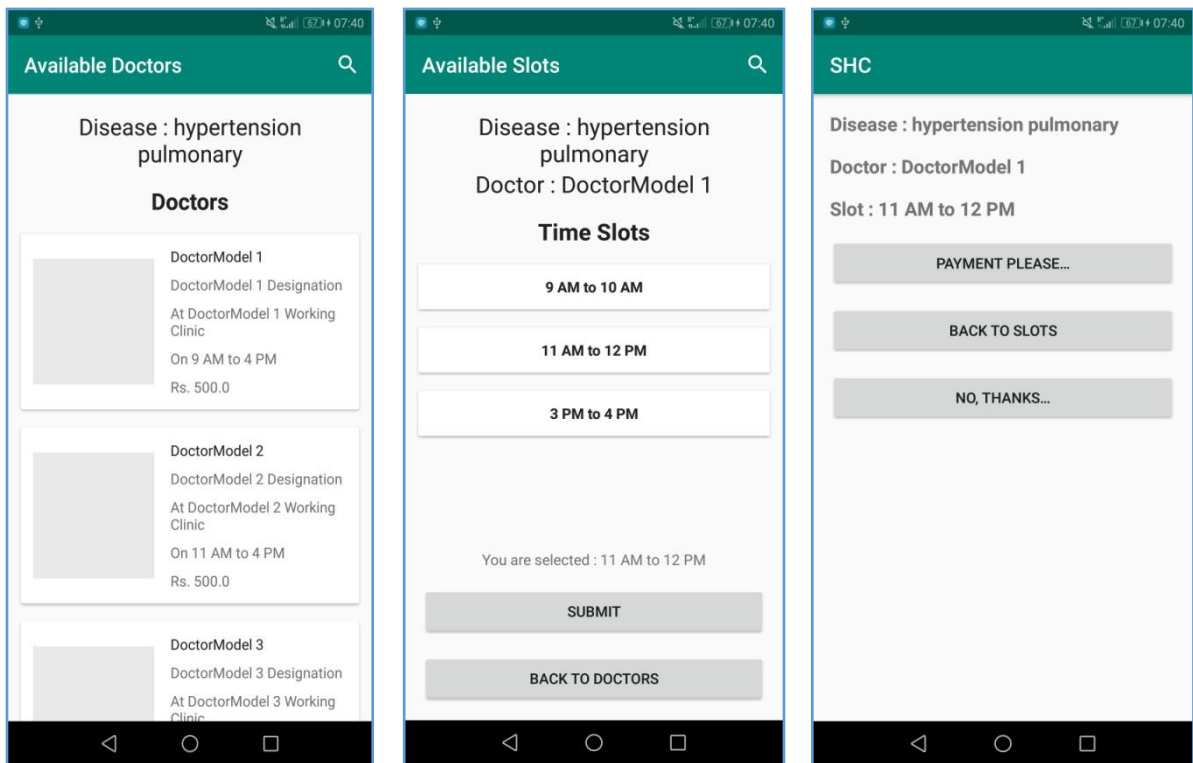 67 07:40
Available Doctors
Disease : hypertension
pulmonary
Doctors
DoctorModel 1
DoctorModel 1 Designation
At DoctorModel 1 Working
Clinic
On 9 AM to 4 PM
Rs. 500.0
DoctorModel 2
DoctorModel 2 Designation
At DoctorModel 2 Working
Clinic
On 11 AM to 4 PM
Rs. 500.0
DoctorModel 3
DoctorModel 3 Designation
At DoctorModel 3 Working
Clinic
67 07:40
Available Slots
Disease : hypertension
pulmonary
Doctor : DoctorModel 1
Time Slots
9 AM to 10 AM
11 AM to 12 PM
3 PM to 4 PM
You are selected : 11 AM to 12 PM
SUBMIT
BACK TO DOCTORS
67 07:40
SHC
Disease : hypertension pulmonary
Doctor : DoctorModel 1
Slot : 11 AM to 12 PM
PAYMENT PLEASE...
BACK TO SLOTS
NO, THANKS...